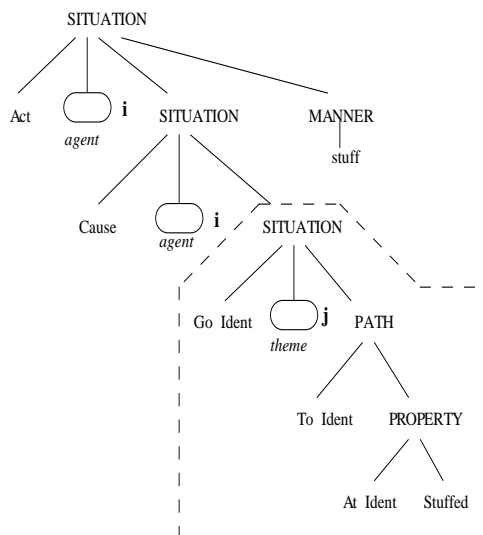 SITUATION
Act i SITUATION MANNER
agent stuff
Cause i SITUATION
agent
Go Ident j PATH
theme
To Ident PROPERTY
At Ident Stuffed